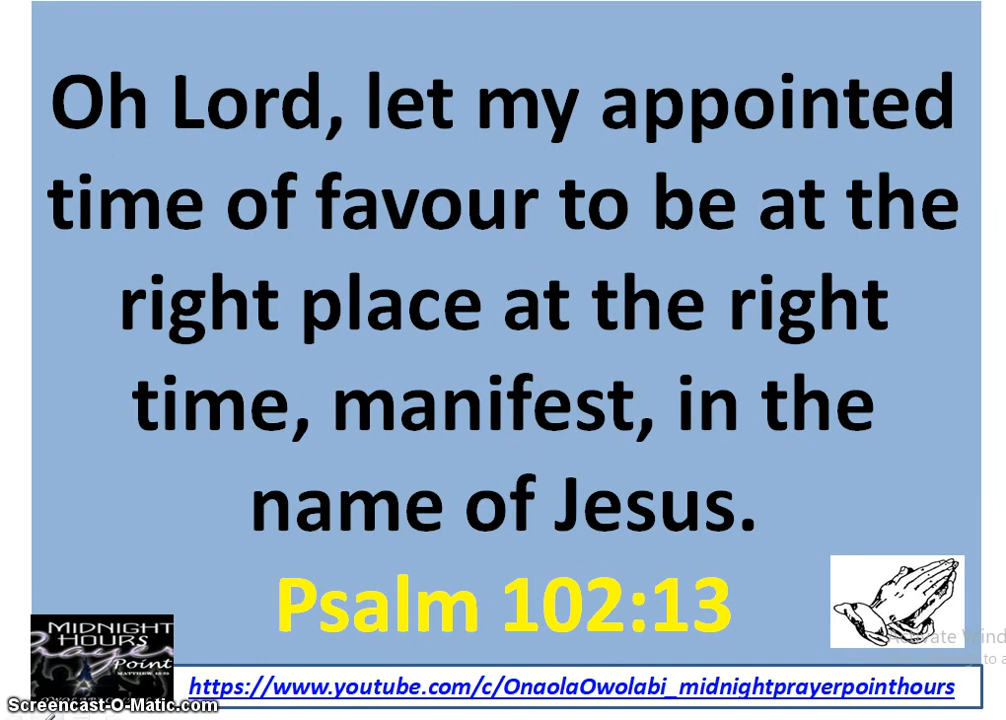 Oh Lord, let my appointed
time of favour to be at the
right place at the right
time, manifest, in the
name of Jesus.
Psalm 102:13
MIDNIGHT
HOURS
Point
https://www.youtube.com/c/OnaolaOwolabi_midnightprayerpointhours
Screencast-O-Matic.com